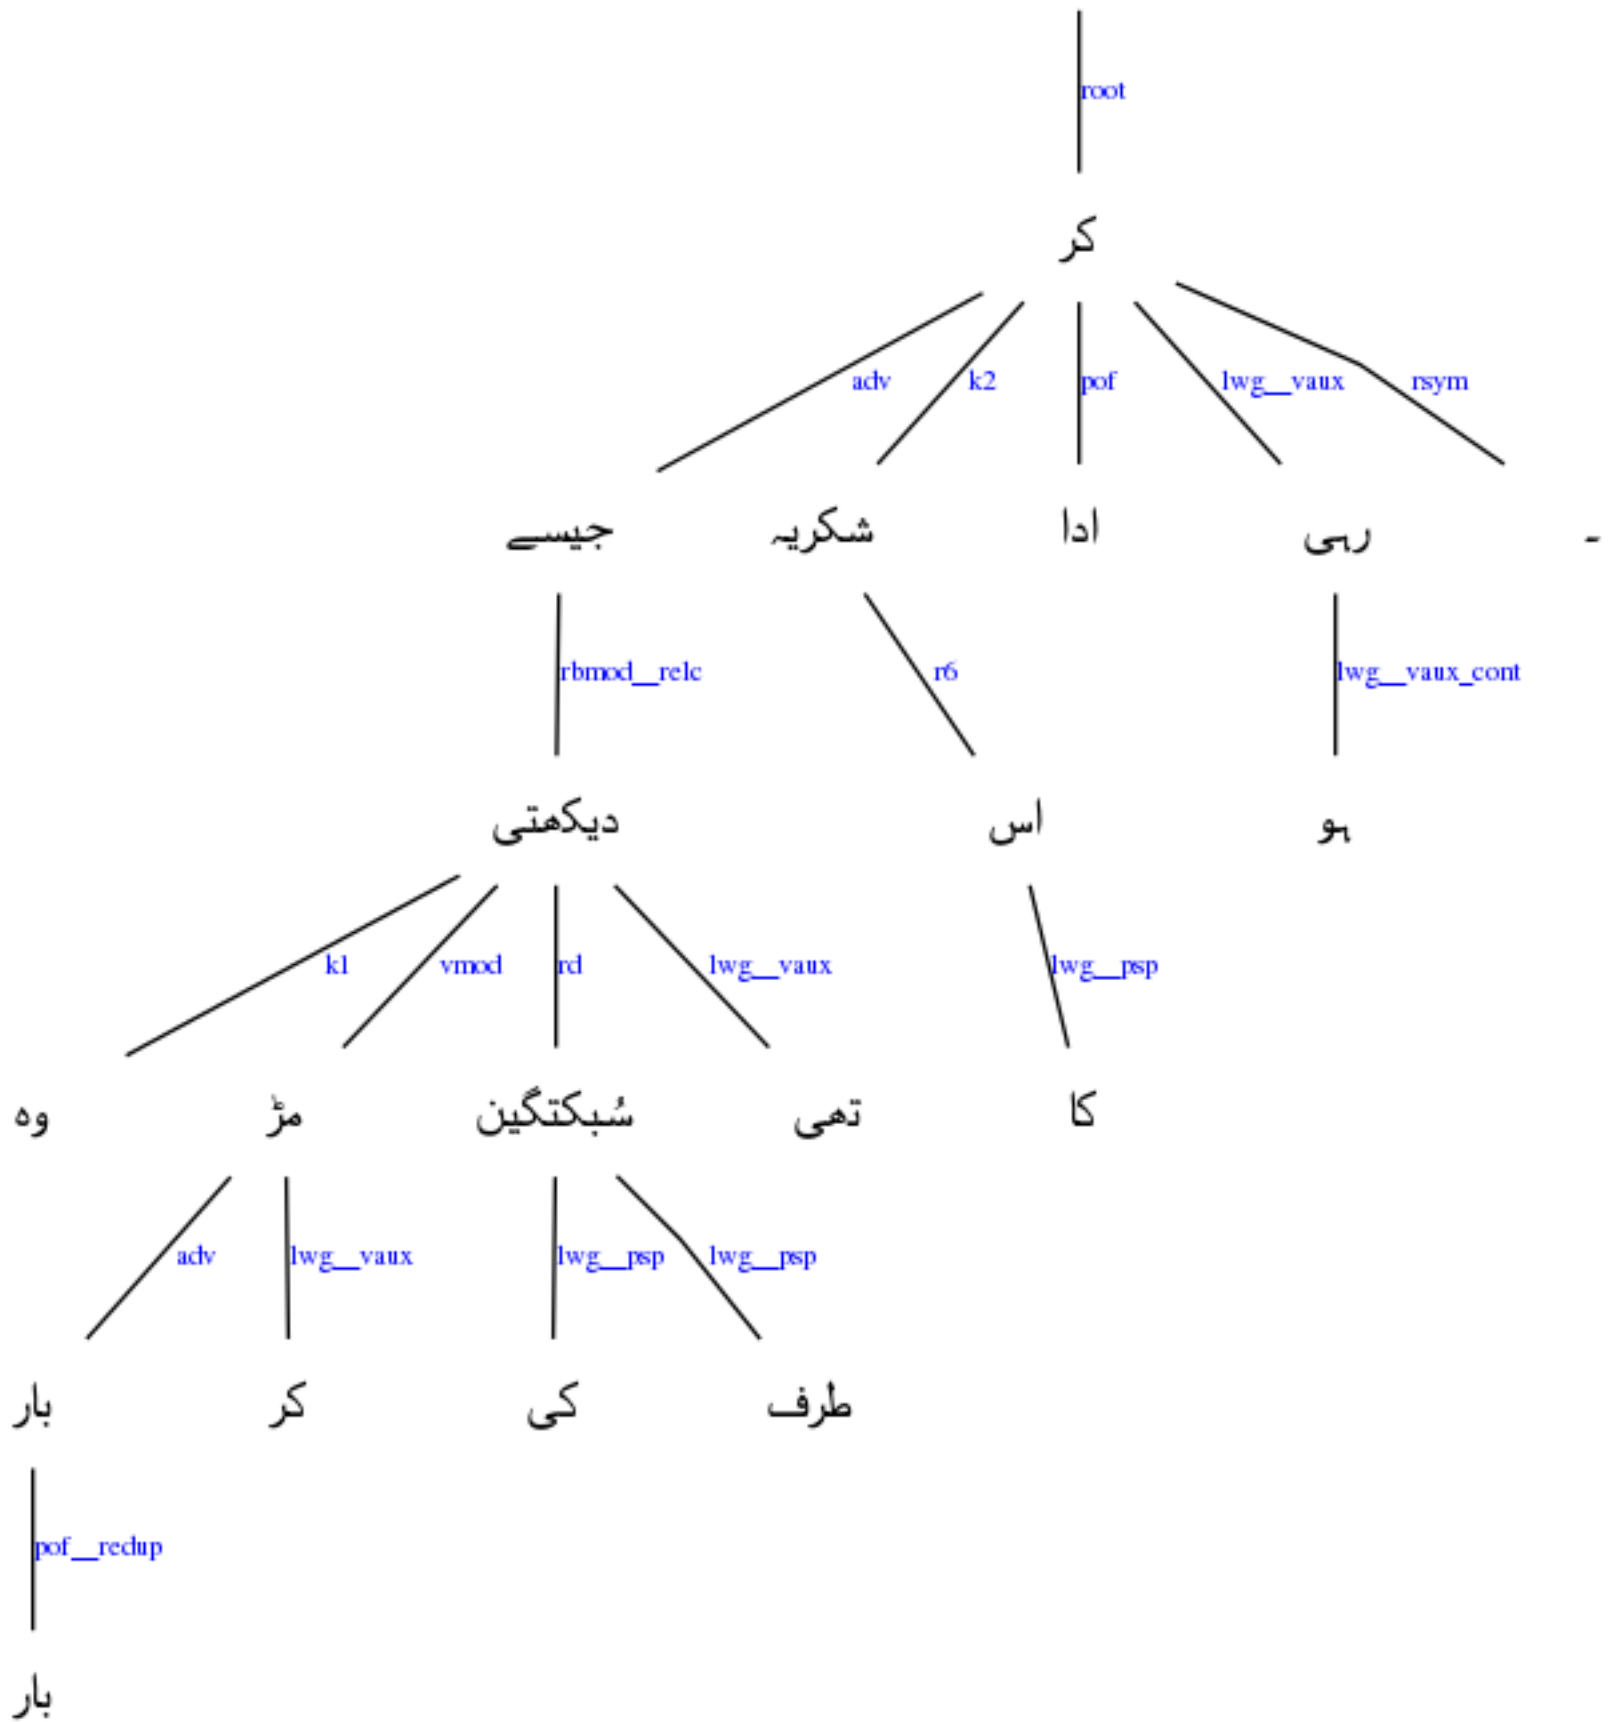 root
کر
adv k2 pof lwg__vaux rsym
جیسے شکریہ ادا رہی ۔
rbmod__relc r6 lwg__vaux_cont
دیکھتی اس ہو
k1 vmod rd lwg__vaux lwg__psp
وہ مڑ سُبکتگین تھی کا
adv lwg__vaux lwg__psp lwg__psp
بار کر کی طرف
pof__redup
بار